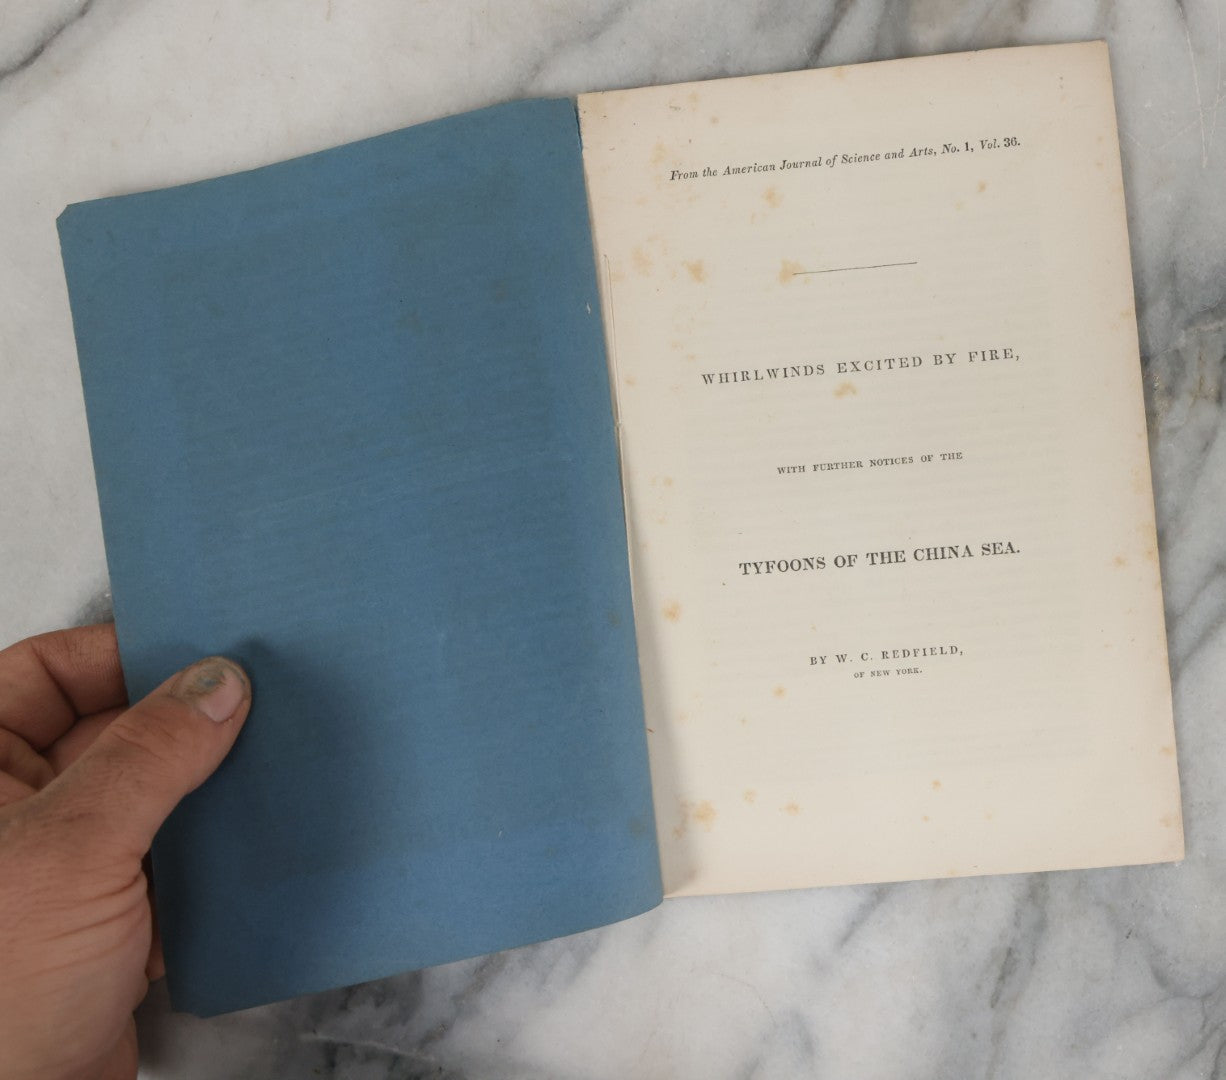 From the American Journal of Science and Arts, No. 1, Vol. 36.
WHIRLWINDS EXCITED BY FIRE,
WITH FURTHER NOTICES OF THE
TYFOONS OF THE CHINA SEA.
BY W. C. REDFIELD,
OF NEW YORK.